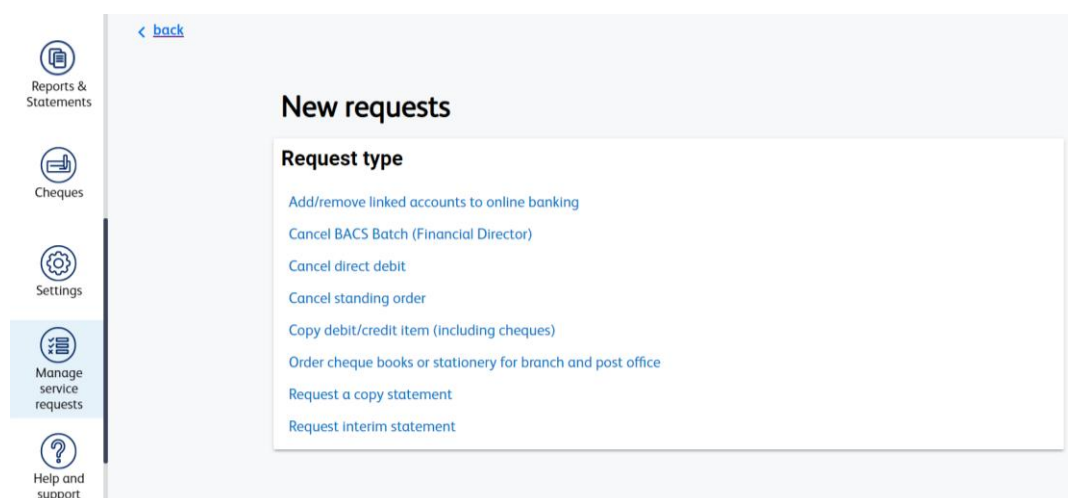 back
Reports &
Statements
Cheques
Settings
Manage
service
requests
Help and
support
New requests
Request type
Add/remove linked accounts to online banking
Cancel BACS Batch (Financial Director)
Cancel direct debit
Cancel standing order
Copy debit/credit item (including cheques)
Order cheque books or stationery for branch and post office
Request a copy statement
Request interim statement